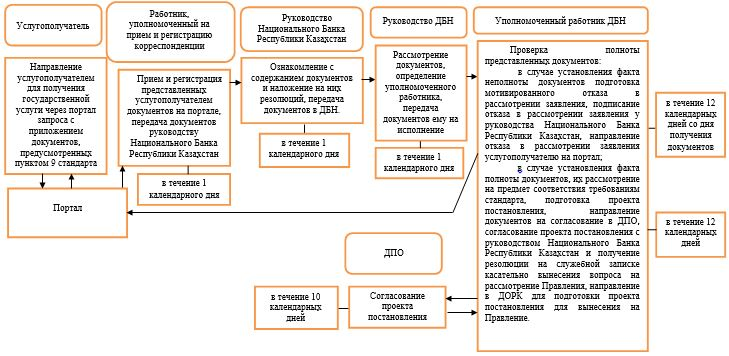 Услугополучатель
Работник,
уполномоченный на
прием и регистрацию
корреспонденции
Руководство
Национального Банка
Республики Казахстан
Руководство ДБН
Уполномоченный работник ДБН
Направление
услугополучателем
для получения
государственной
услуги через портал
запроса с
приложением
документов,
предусмотренных
пунктом 9 стандарта
Прием и регистрация
представленных
услугополучателем
документов на портале,
передача документов
руководству
Национального Банка
Республики Казахстан
Ознакомление с
содержанием документов
и наложение на них
резолюций, передача
документов в ДБН.
Рассмотрение
документов,
определение
уполномоченного
работника,
передача
документов ему на
исполнение
Проверка полноты
представленных документов:
в случае установления факта
неполноты документов подготовка
мотивированного отказа в
рассмотрении заявления, подписание
отказа в рассмотрении заявления у
руководства Национального Банка
Республики Казахстан, направление
отказа в рассмотрении заявления
услугополучателю на портал;
в случае установления факта
полноты документов, их рассмотрение
на предмет соответствия требованиям
стандарта, подготовка проекта
постановления, направление
документы на согласование в ДПО,
согласование проекта постановления с
руководством Национального Банка
Республики Казахстан и получение
резолюции на служебной записке
касательно вынесения вопроса на
рассмотрение Правления, направление
в ДОРК для подготовки проекта
постановления для вынесения на
Правление.
в течение 12
календарных
дней со дня
получения
документов
в течение 1
календарного дня
в течение 1
календарного дня
в течение 1
календарного дня
Портал
в течение 12
календарных
дней
ДПО
в течение 10
календарных
дней
Согласование
проекта
постановления